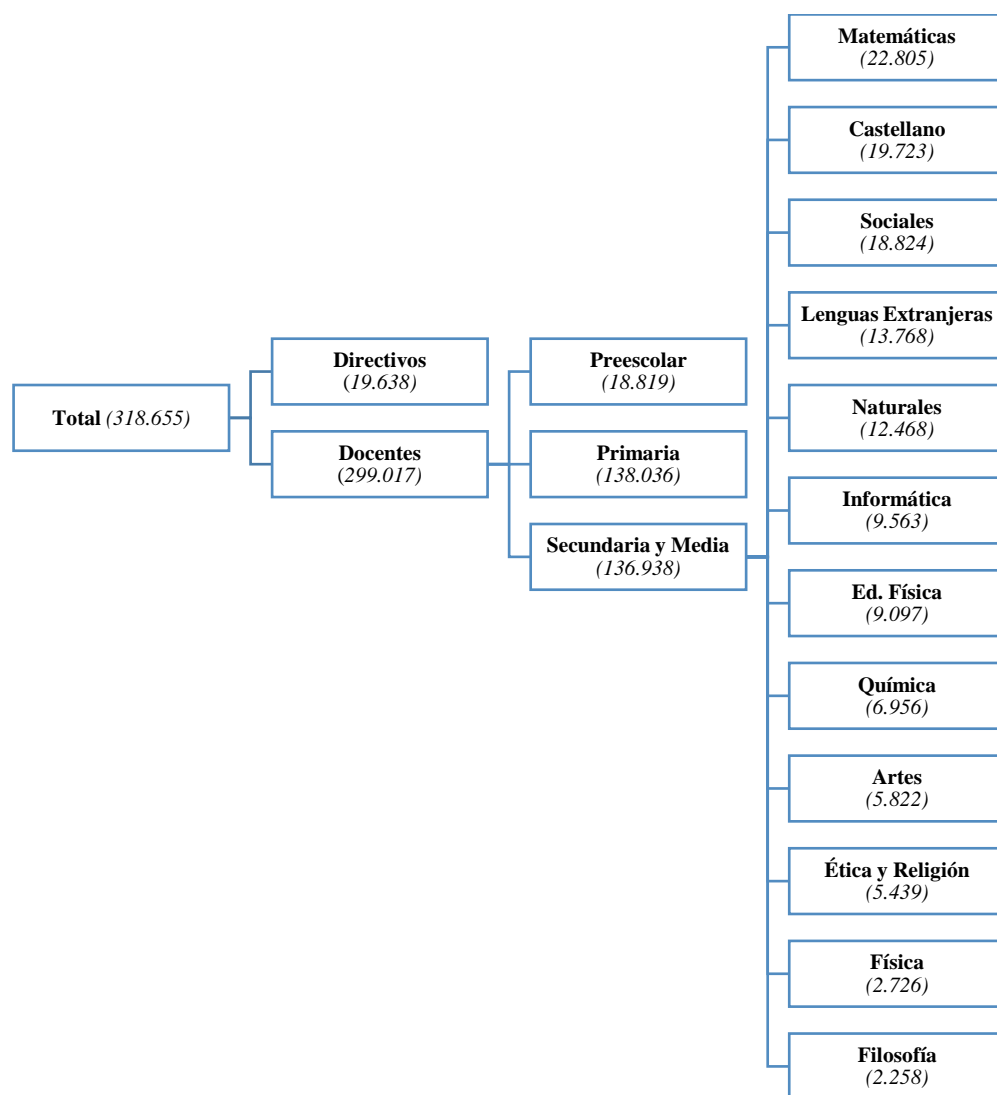 Total (318.655)
Directivos
(19.638)
Docentes
(299.017)
Preescolar
(18.819)
Primaria
(138.036)
Secundaria y Media
(136.938)
Matemáticas
(22.805)
Castellano
(19.723)
Sociales
(18.824)
Lenguas Extranjeras
(13.768)
Naturales
(12.468)
Informática
(9.563)
Ed. Física
(9.097)
Química
(6.956)
Artes
(5.822)
Ética y Religión
(5.439)
Física
(2.726)
Filosofía
(2.258)